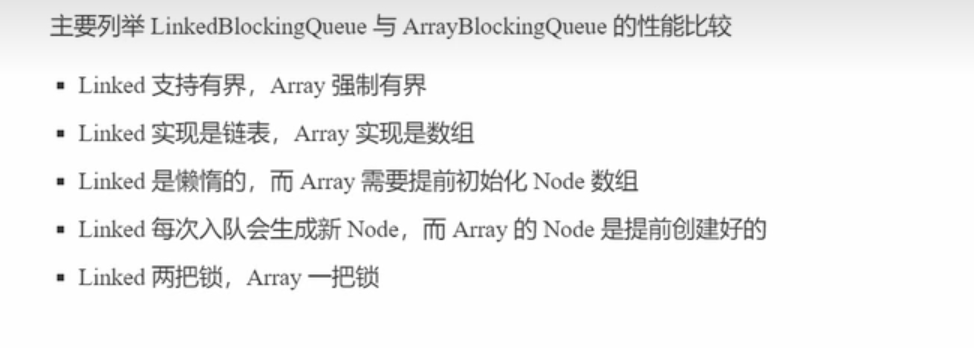 主要列举 LinkedBlockingQueue 与 ArrayBlockingQueue 的性能比较
▪ Linked 支持有界，Array 强制有界
▪ Linked 实现是链表，Array 实现是数组
▪ Linked 是懒惰的，而 Array 需要提前初始化 Node 数组
▪ Linked 每次入队会生成新 Node，而 Array 的 Node 是提前创建好的
▪ Linked 两把锁，Array 一把锁